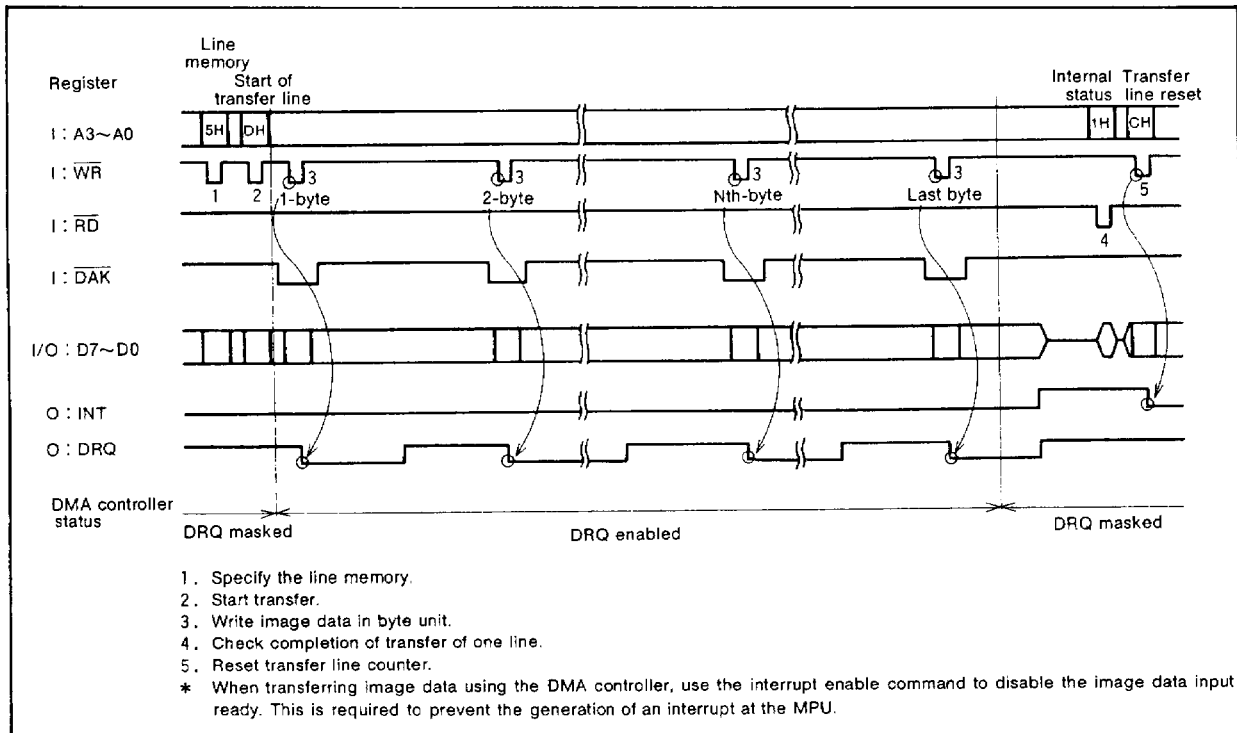 Line
memory
Register
Start of
transfer line
Internal
status
Transfer
line reset
I : A3~A0
5H
DH
1H
CH
I : WR
1
2
3
3
3
3
5
1-byte
2-byte
Nth-byte
Last byte
I : RD
4
I : DAK
I/O : D7~D0
O : INT
O : DRQ
DMA controller
status
DRQ masked
DRQ enabled
DRQ masked
1. Specify the line memory.
2. Start transfer.
3. Write image data in byte unit.
4. Check completion of transfer of one line.
5. Reset transfer line counter.
* When transferring image data using the DMA controller, use the interrupt enable command to disable the image data input
ready. This is required to prevent the generation of an interrupt at the MPU.